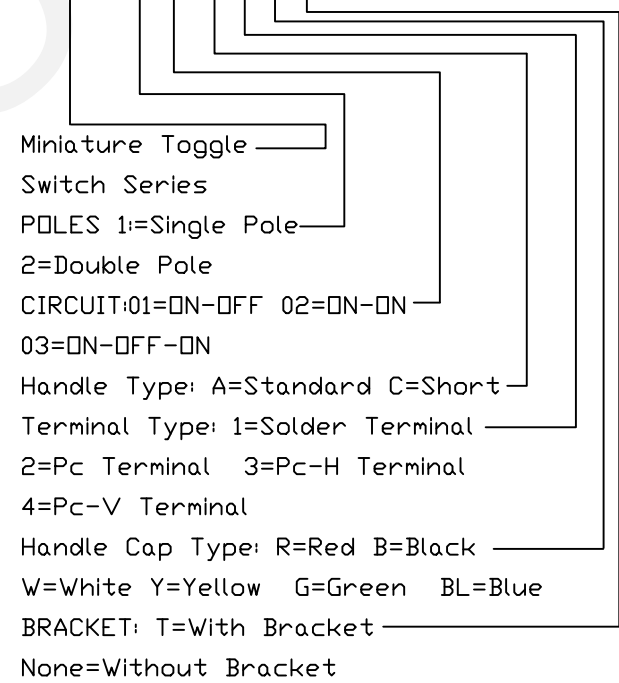 Miniature Toggle
Switch Series
POLES 1:=Single Pole
2=Double Pole
CIRCUIT:01=ON-OFF 02=ON-ON
03=ON-OFF-ON
Handle Type: A=Standard C=Short
Terminal Type: 1=Solder Terminal
2=Pc Terminal 3=Pc-H Terminal
4=Pc-V Terminal
Handle Cap Type: R=Red B=Black
W=White Y=Yellow G=Green BL=Blue
BRACKET: T=With Bracket
None=Without Bracket